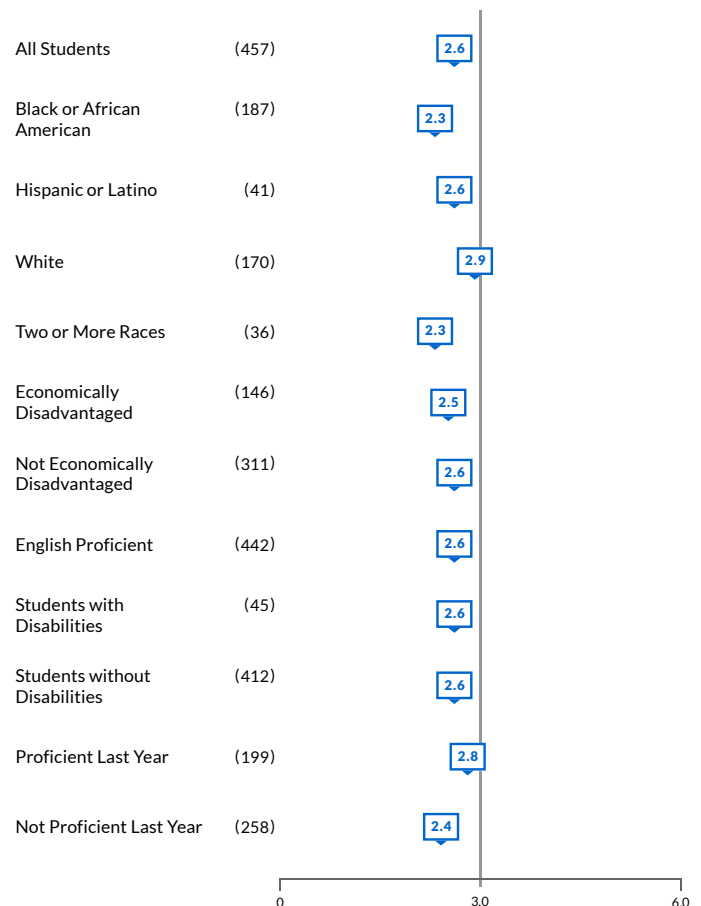 All Students (457) 2.6
Black or African
American (187) 2.3
Hispanic or Latino (41) 2.6
White (170) 2.9
Two or More Races (36) 2.3
Economically
Disadvantaged (146) 2.5
Not Economically
Disadvantaged (311) 2.6
English Proficient (442) 2.6
Students with
Disabilities (45) 2.6
Students without
Disabilities (412) 2.6
Proficient Last Year (199) 2.8
Not Proficient Last Year (258) 2.4
0 3.0 6.0